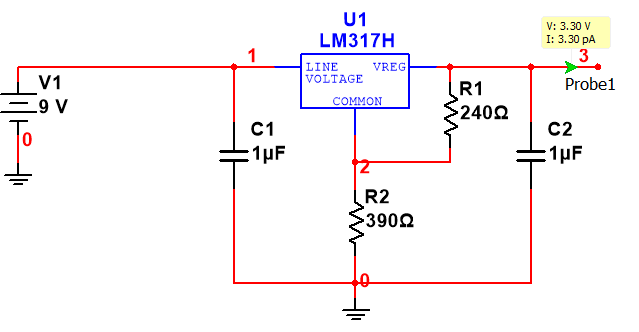 U1
LM317H
V: 3.30 V
I: 3.30 pA
1
3
LINE VREG
VOLTAGE
COMMON
Probe1
V1
9 V
R1
240Ω
0
C1
1µF
C2
1µF
2
R2
390Ω
0